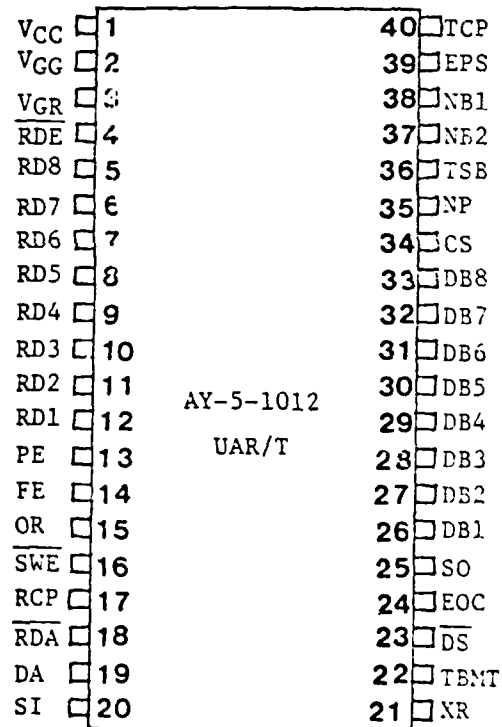 VCC 1 40 TCP
VGG 2 39 EPS
VGR 3 38 NB1
RDE 4 37 NB2
RD8 5 36 TSB
RD7 6 35 NP
RD6 7 34 CS
RD5 8 33 DB8
RD4 9 32 DB7
RD3 10 31 DB6
RD2 11 30 DB5
AY-5-1012
RD1 12 29 DB4
UAR/T
PE 13 28 DB3
FE 14 27 DB2
OR 15 26 DB1
SWE 16 25 SO
RCP 17 24 EOC
RDA 18 23 DS
DA 19 22 TBMT
SI 20 21 XR